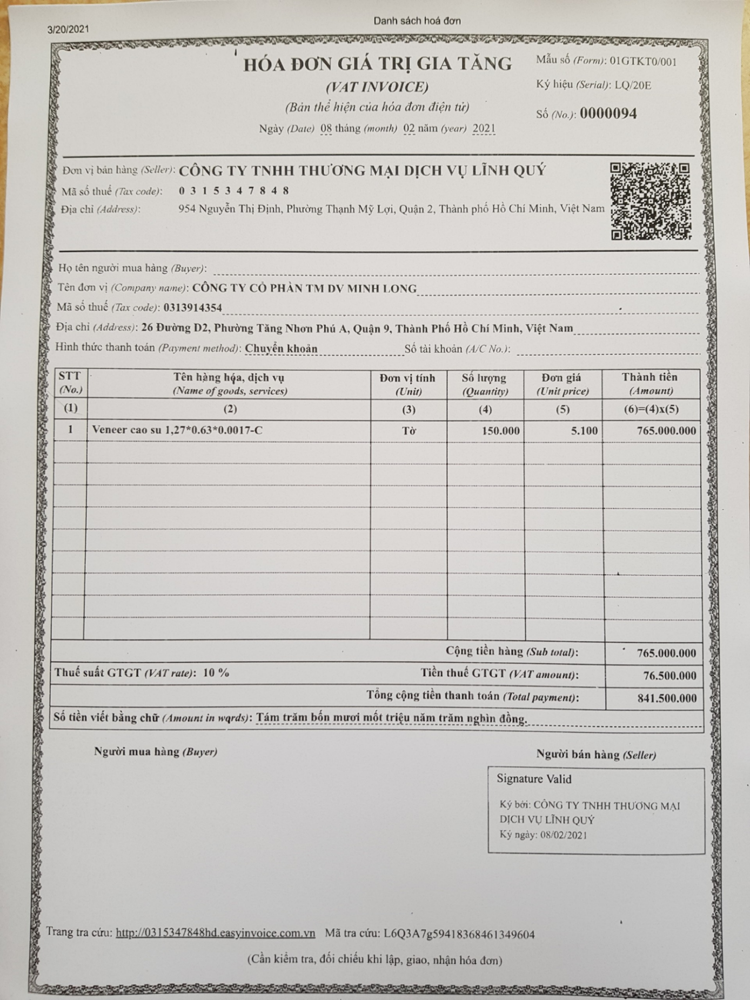 3/20/2021
Danh sách hoá đơn
HÓA ĐƠN GIÁ TRỊ GIA TĂNG
(VAT INVOICE)
(Bản thể hiện của hóa đơn điện tử)
Ngày (Date) 08 tháng (month) 02 năm (year) 2021
Mẫu số (Form): 01GTKT0/001
Ký hiệu (Serial): LQ/20E
Số (No.): 0000094
Đơn vị bán hàng (Seller): CÔNG TY TNHH THƯƠNG MẠI DỊCH VỤ LĨNH QUÝ
Mã số thuế (Tax code): 0 3 1 5 3 4 7 8 4 8
Địa chỉ (Address): 954 Nguyễn Thị Định, Phường Thạnh Mỹ Lợi, Quận 2, Thành phố Hồ Chí Minh, Việt Nam
Họ tên người mua hàng (Buyer):
Tên đơn vị (Company name): CÔNG TY CỔ PHẦN TM DV MINH LONG
Mã số thuế (Tax code): 0313914354
Địa chỉ (Address): 26 Đường D2, Phường Tăng Nhơn Phú A, Quận 9, Thành Phố Hồ Chí Minh, Việt Nam
Hình thức thanh toán (Payment method): Chuyển khoản Số tài khoản (A/C No.):
STT Tên hàng hóa, dịch vụ Đơn vị tính Số lượng Đơn giá Thành tiền
(No.) (Name of goods, services) (Unit) (Quantity) (Unit price) (Amount)
(1) (2) (3) (4) (5) (6)=(4)x(5)
1 Veneer cao su 1,27*0.63*0.0017-C Tờ 150.000 5.100 765.000.000
Cộng tiền hàng (Sub total): 765.000.000
Thuế suất GTGT (VAT rate): 10 % Tiền thuế GTGT (VAT amount): 76.500.000
Tổng cộng tiền thanh toán (Total payment): 841.500.000
Số tiền viết bằng chữ (Amount in words): Tám trăm bốn mươi mốt triệu năm trăm nghìn đồng.
Người mua hàng (Buyer) Người bán hàng (Seller)
Signature Valid
Ký bởi: CÔNG TY TNHH THƯƠNG MẠI
DỊCH VỤ LĨNH QUÝ
Ký ngày: 08/02/2021
Trang tra cứu: http://0315347848hd.easyinvoice.com.vn Mã tra cứu: L6Q3A7g59418368461349604
(Cần kiểm tra, đối chiếu khi lập, giao, nhận hóa đơn)